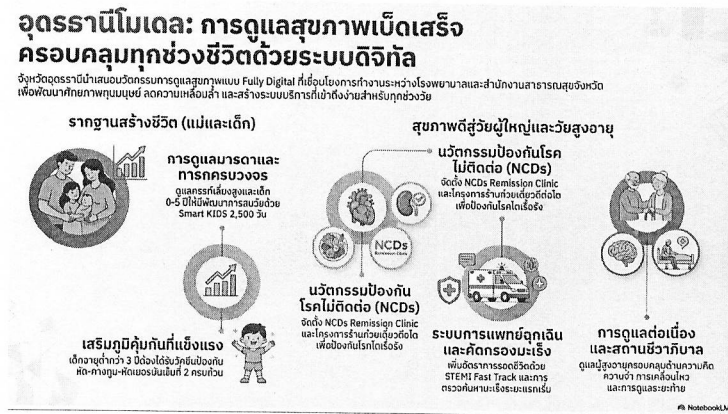 อุดรธานีโมเดล: การดูแลสุขภาพเบ็ดเสร็จ
ครอบคลุมทุกช่วงชีวิตด้วยระบบดิจิทัล
จังหวัดอุดรธานีนำเสนอนวัตกรรมการดูแลสุขภาพแบบ Fully Digital ที่เชื่อมโยงการทำงานระหว่างโรงพยาบาลและสำนักงานสาธารณสุขจังหวัด
เพื่อพัฒนาศักยภาพทุนมนุษย์ ลดความเหลื่อมล้ำ และสร้างระบบบริการที่เข้าถึงง่ายสำหรับทุกช่วงวัย
รากฐานสร้างชีวิต (แม่และเด็ก)
การดูแลมารดาและ
ทารกครบวงจร
ดูแลครรภ์เสี่ยงสูงและเด็ก
0-5 ปีให้มีพัฒนาการสมวัยด้วย
Smart KIDS 2,500 วัน
เสริมภูมิคุ้มกันที่แข็งแรง
เด็กอายุต่ำกว่า 3 ปีต้องได้รับวัคซีนป้องกัน
หัด-คางทูม-หัดเยอรมันเข็มที่ 2 ครบถ้วน
สุขภาพดีสู่วัยผู้ใหญ่และวัยสูงอายุ
นวัตกรรมป้องกันโรค
ไม่ติดต่อ (NCDs)
จัดตั้ง NCDs Remission Clinic
และโครงการร้านก๋วยเตี๋ยวดีต่อไต
เพื่อป้องกันโรคไตเรื้อรัง
NCDs
Remission Clinic
นวัตกรรมป้องกัน
โรคไม่ติดต่อ (NCDs)
จัดตั้ง NCDs Remission Clinic
และโครงการร้านก๋วยเตี๋ยวดีต่อไต
เพื่อป้องกันโรคไตเรื้อรัง
ระบบการแพทย์ฉุกเฉิน
และคัดกรองมะเร็ง
เพิ่มอัตราการรอดชีวิตด้วย
STEMI Fast Track และการ
ตรวจค้นหามะเร็งระยะแรกเริ่ม
การดูแลต่อเนื่อง
และสถานชีวาภิบาล
ดูแลผู้สูงอายุครอบคลุมด้านความคิด
ความจำ การเคลื่อนไหว
และการดูแลระยะท้าย